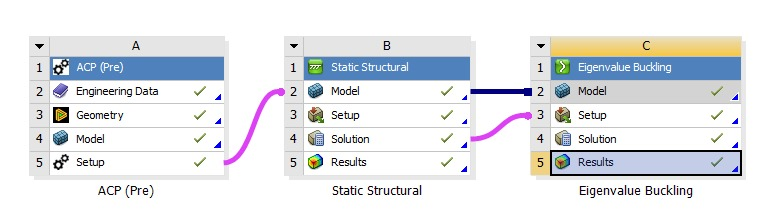 A
1 ACP (Pre)
2 Engineering Data
3 Geometry
4 Model
5 Setup
ACP (Pre)
B
1 Static Structural
2 Model
3 Setup
4 Solution
5 Results
Static Structural
C
1 Eigenvalue Buckling
2 Model
3 Setup
4 Solution
5 Results
Eigenvalue Buckling